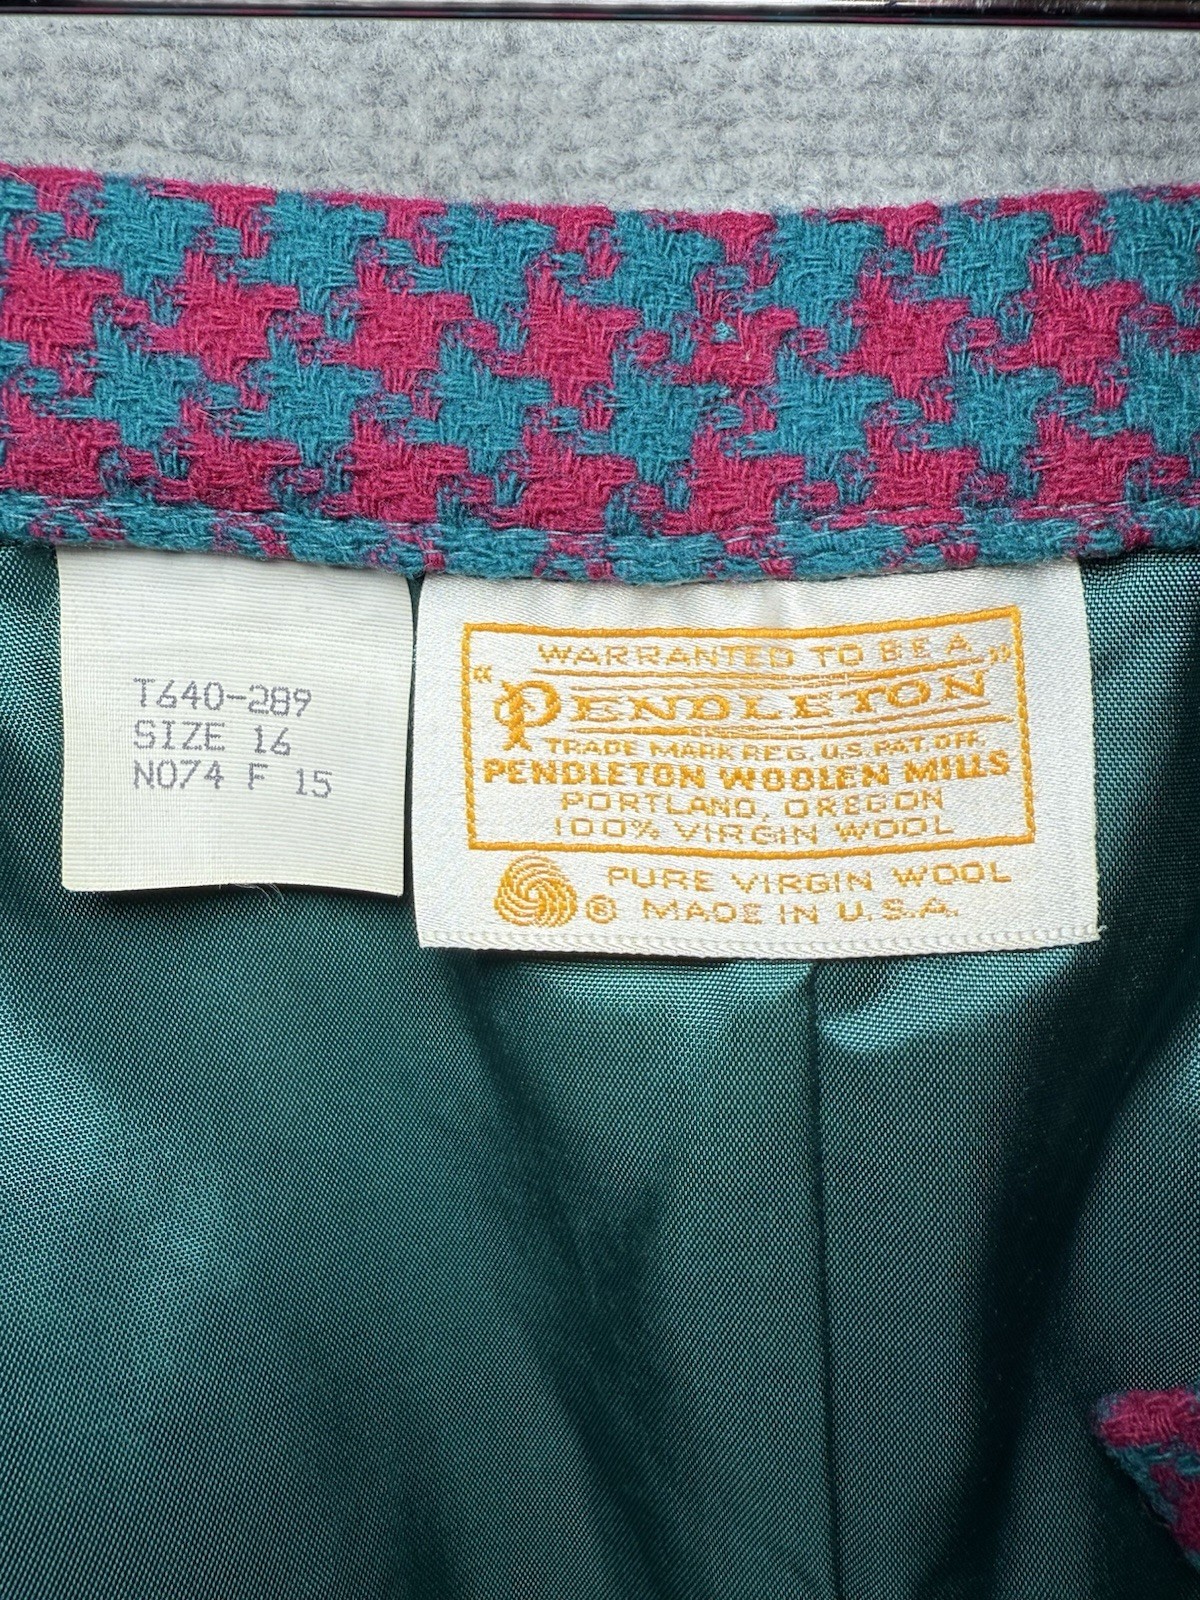 T640-289
SIZE 16
N074 F 15
WARRANTED TO BE A
"PENDLETON"
TRADE MARK REG. U.S. PAT. OFF.
PENDLETON WOOLEN MILLS
PORTLAND, OREGON
100% VIRGIN WOOL
PURE VIRGIN WOOL
® MADE IN U.S.A.